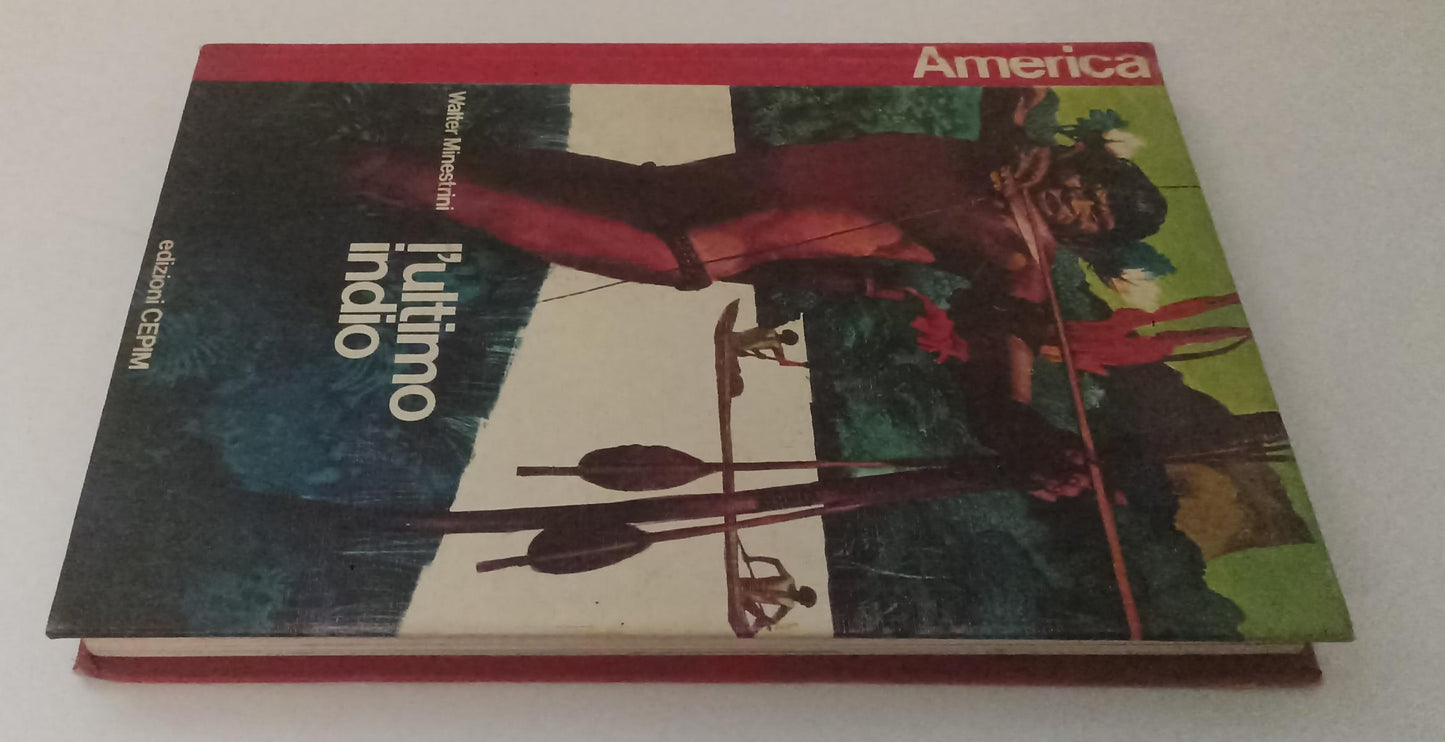 America
Walter Minestrini
l'ultimo
indio
edizioni CEPIM